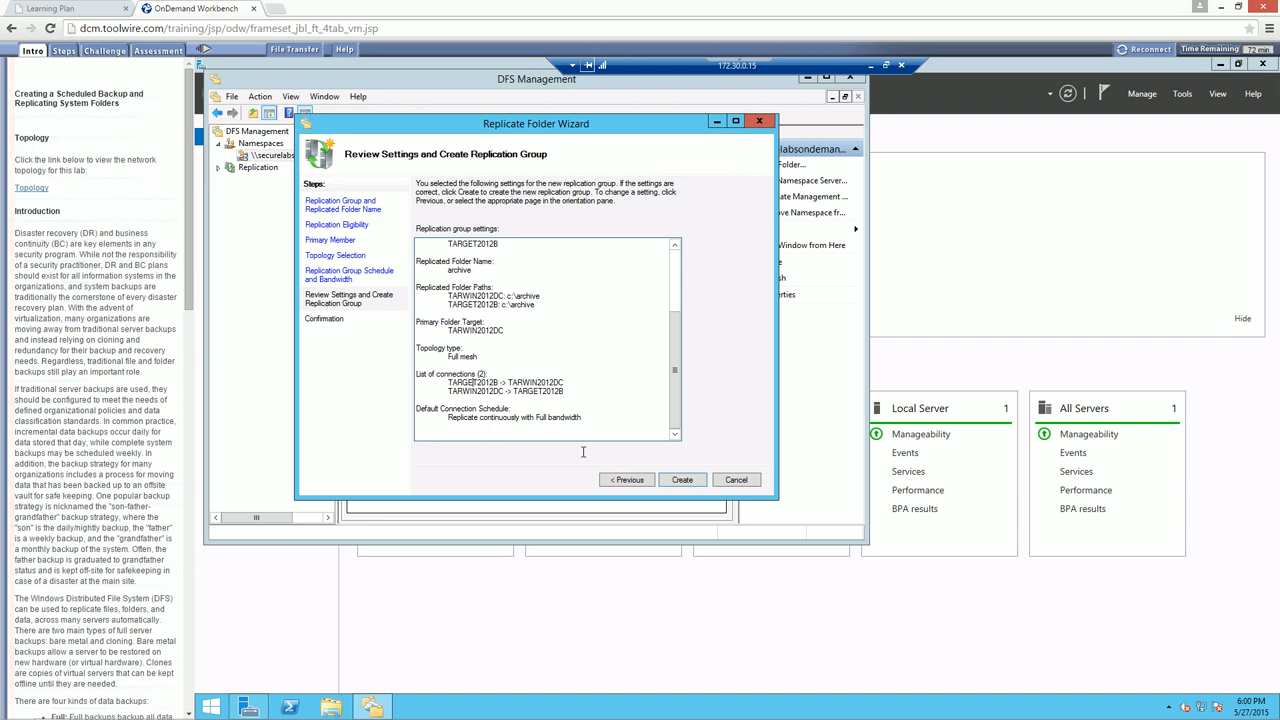 Learning Plan
OnDemand Workbench
dcm.toolwire.com/training/jsp/odw/frameset_jbl_ft_4tab_vm.jsp
Intro
Steps
Challenge
Assessment
File Transfer
Help
Reconnect
Time Remaining
72 min
172.30.0.15
Creating a Scheduled Backup and
Replicating System Folders
Topology
Click the link below to view the network
topology for this lab:
Topology
Introduction
Disaster recovery (DR) and business
continuity (BC) are key elements in any
security program. While not the responsibility
of a security practitioner, DR and BC plans
should exist for all information systems in the
organizations, and system backups are
traditionally the cornerstone of every disaster
recovery plan. With the advent of
virtualization, many organizations are
moving away from traditional server backups
and instead relying on cloning and
redundancy for their backup and recovery
needs. Regardless, traditional file and folder
backups still play an important role.
If traditional server backups are used, they
should be configured to meet the needs of
defined organizational policies and data
classification standards. In common practice,
incremental data backups occur daily for
data stored that day, while complete system
backups may be scheduled weekly. In
addition, the backup strategy for many
organizations includes a process for moving
data that has been backed up to an offsite
vault for safe keeping. One popular backup
strategy is nicknamed the "son-father-
grandfather" backup strategy, where the
"son" is the daily/nightly backup, the "father"
is a weekly backup, and the "grandfather" is
a monthly backup of the system. Often, the
father backup is graduated to grandfather
status and is kept off-site for safekeeping in
case of a disaster at the main site.
The Windows Distributed File System (DFS)
can be used to replicate files, folders, and
data, across many servers automatically.
There are two main types of full server
backups: bare metal and cloning. Bare metal
backups allow a server to be restored on
new hardware (or virtual hardware). Clones
are copies of virtual servers that can be kept
offline until they are needed.
There are four kinds of data backups:
• Full: Full backups backup all data
DFS Management
File
Action
View
Window
Help
DFS Management
Namespaces
\\securelabs
Replication
Replicate Folder Wizard
Review Settings and Create Replication Group
Steps:
Replication Group and
Replicated Folder Name
Replication Eligibility
Primary Member
Topology Selection
Replication Group Schedule
and Bandwidth
Review Settings and Create
Replication Group
Confirmation
You selected the following settings for the new replication group. If the settings are
correct, click Create to create the new replication group. To change a setting, click
Previous, or select the appropriate page in the orientation pane.
Replication group settings:
TARGET2012B
Replicated Folder Name:
archive
Replicated Folder Paths:
TARWIN2012DC: c:\archive
TARGET2012B: c:\archive
Primary Folder Target:
TARWIN2012DC
Topology type:
Full mesh
List of connections (2):
TARGET2012B -> TARWIN2012DC
TARWIN2012DC -> TARGET2012B
Default Connection Schedule:
Replicate continuously with Full bandwidth
< Previous
Create
Cancel
labsondeman...
Folder...
Namespace Server...
ate Management ...
ove Namespace fr...
Window from Here
sh
erties
Manage
Tools
View
Help
Hide
Local Server
1
Manageability
Events
Services
Performance
BPA results
All Servers
1
Manageability
Events
Services
Performance
BPA results
6:00 PM
5/27/2015